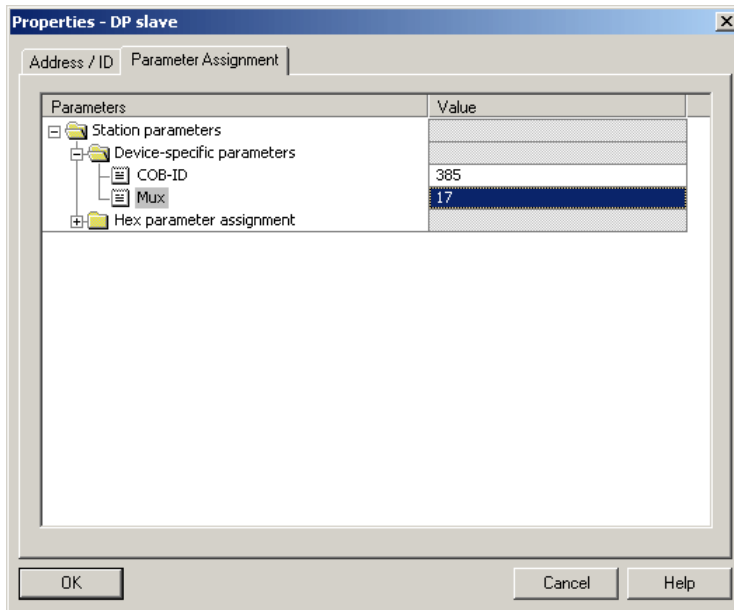 Properties - DP slave
Address / ID Parameter Assignment
Parameters Value
Station parameters
Device-specific parameters
COB-ID 385
Mux 17
Hex parameter assignment
OK Cancel Help